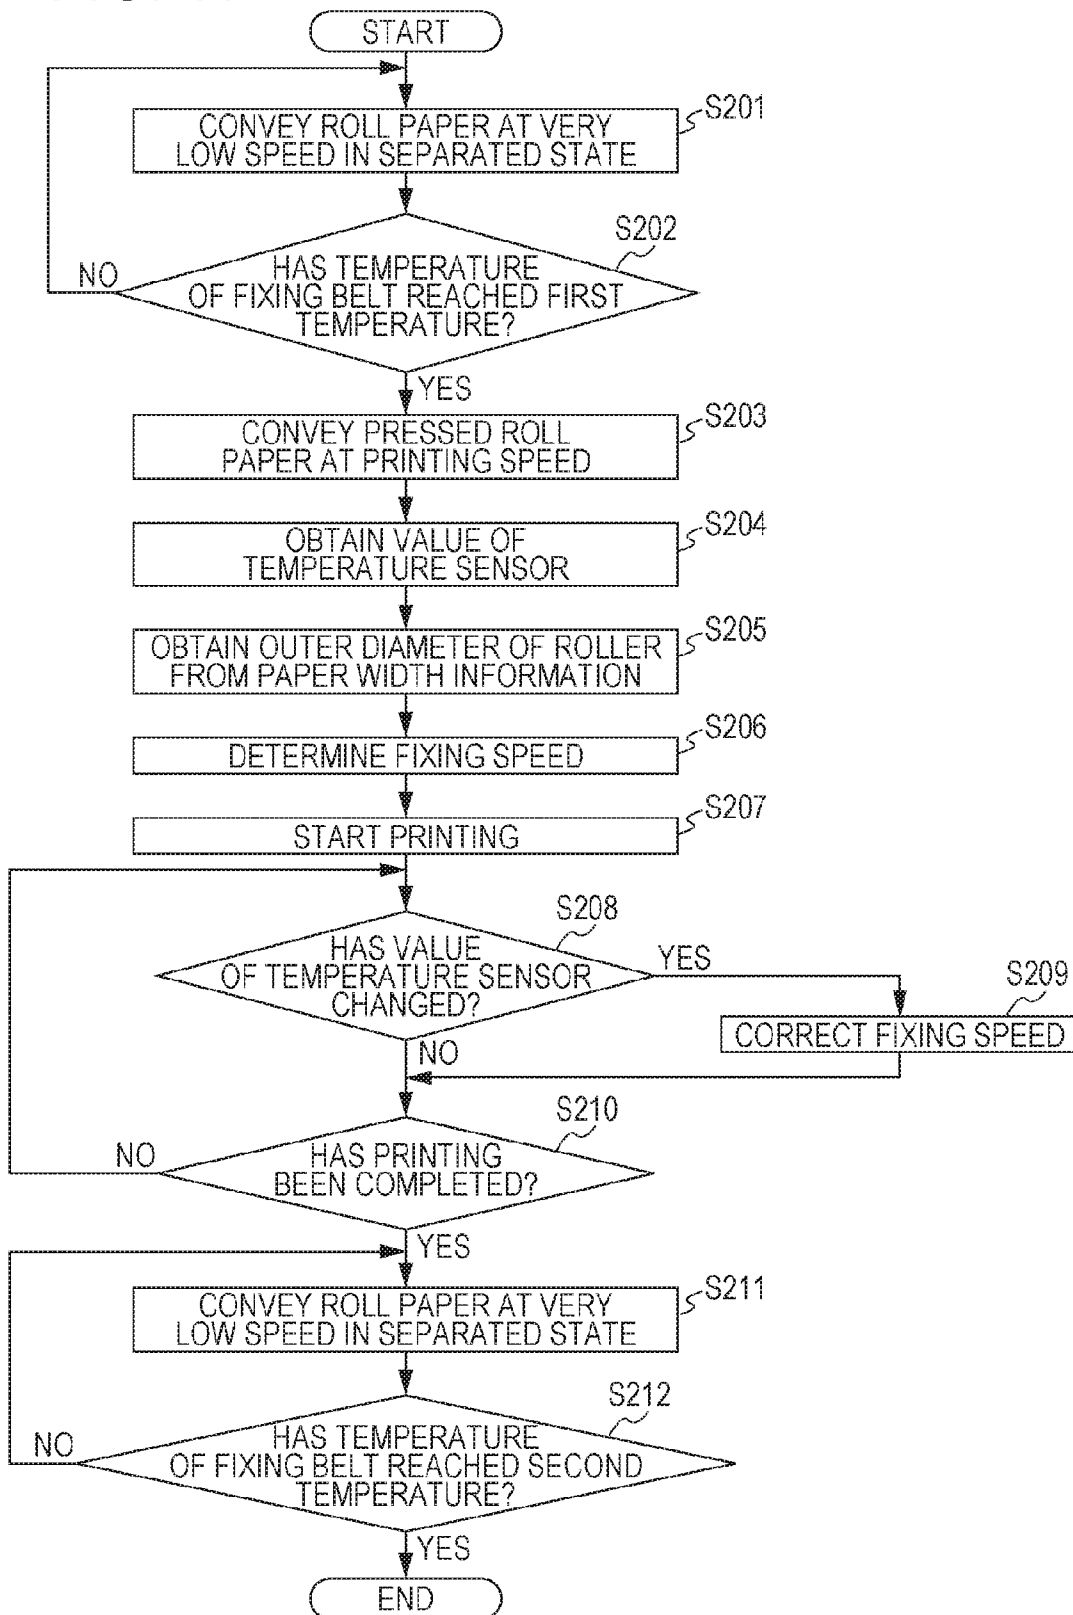 START
S201
CONVEY ROLL PAPER AT VERY
LOW SPEED IN SEPARATED STATE
S202
NO
HAS TEMPERATURE
OF FIXING BELT REACHED FIRST
TEMPERATURE?
YES
S203
CONVEY PRESSED ROLL
PAPER AT PRINTING SPEED
S204
OBTAIN VALUE OF
TEMPERATURE SENSOR
S205
OBTAIN OUTER DIAMETER OF ROLLER
FROM PAPER WIDTH INFORMATION
S206
DETERMINE FIXING SPEED
S207
START PRINTING
S208
HAS VALUE
OF TEMPERATURE SENSOR
CHANGED?
YES
S209
CORRECT FIXING SPEED
NO
S210
NO
HAS PRINTING
BEEN COMPLETED?
YES
S211
CONVEY ROLL PAPER AT VERY
LOW SPEED IN SEPARATED STATE
S212
NO
HAS TEMPERATURE
OF FIXING BELT REACHED SECOND
TEMPERATURE?
YES
END